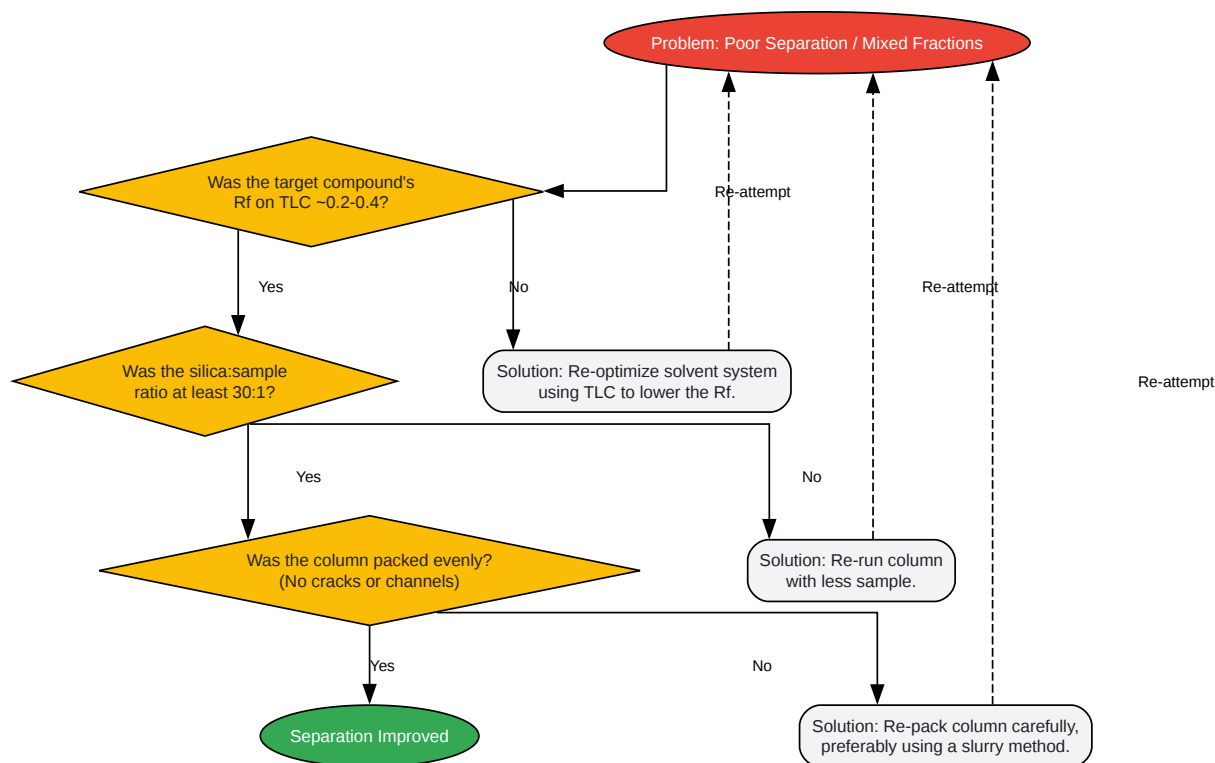 Problem: Poor Separation / Mixed Fractions
Was the target compound's
Rf on TLC ~0.2-0.4?
Re-attempt
Yes
No
Re-attempt
Was the silica:sample
ratio at least 30:1?
Solution: Re-optimize solvent system
using TLC to lower the Rf.
Re-attempt
Yes
No
Was the column packed evenly?
(No cracks or channels)
Solution: Re-run column
with less sample.
Yes
No
Separation Improved
Solution: Re-pack column carefully,
preferably using a slurry method.